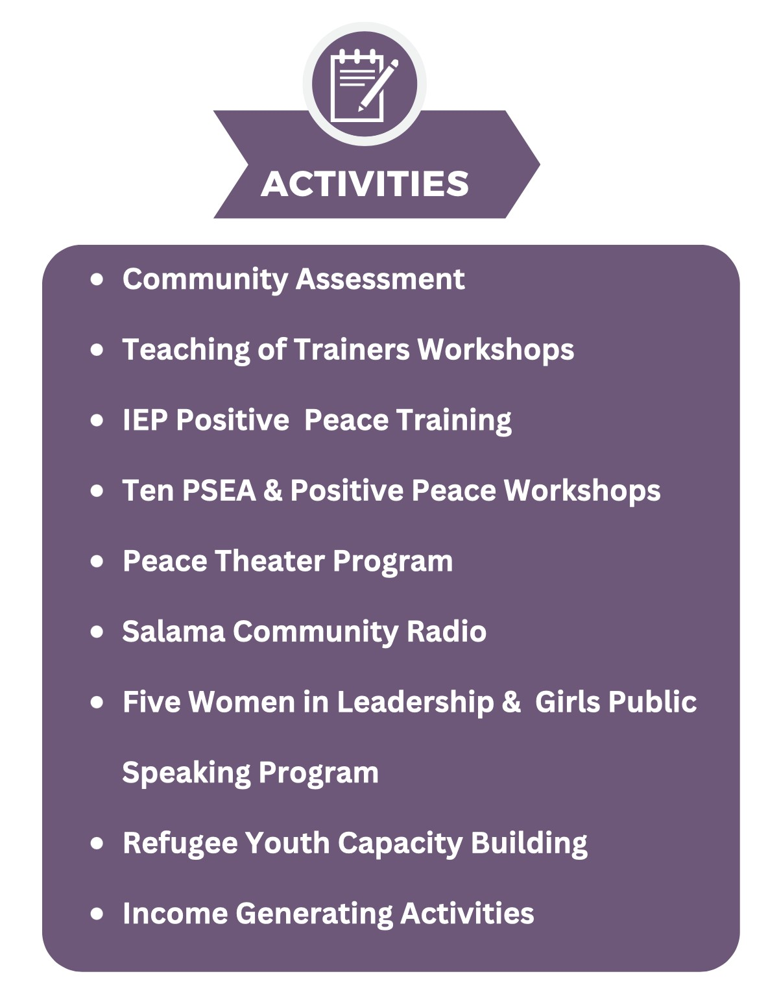 ACTIVITIES
• Community Assessment
• Teaching of Trainers Workshops
• IEP Positive  Peace Training
• Ten PSEA & Positive Peace Workshops
• Peace Theater Program
• Salama Community Radio
• Five Women in Leadership &  Girls Public
Speaking Program
• Refugee Youth Capacity Building
• Income Generating Activities